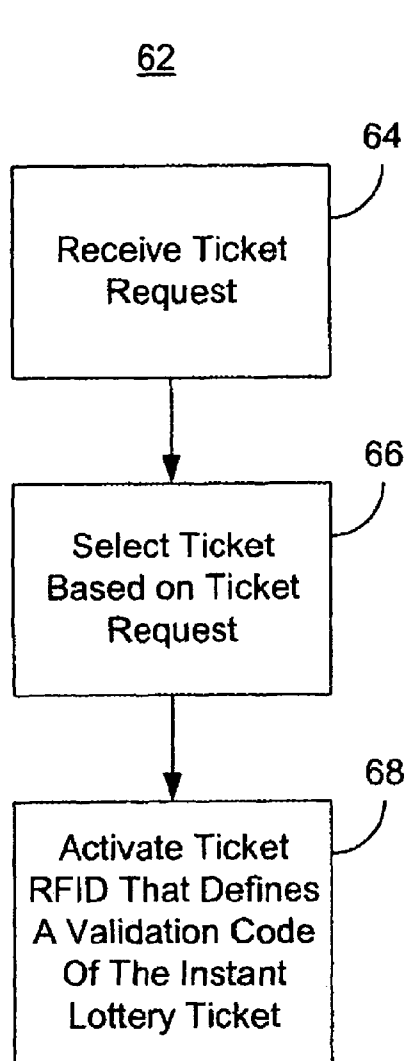 62
64
Receive Ticket
Request
66
Select Ticket
Based on Ticket
Request
68
Activate Ticket
RFID That Defines
A Validation Code
Of The Instant
Lottery Ticket